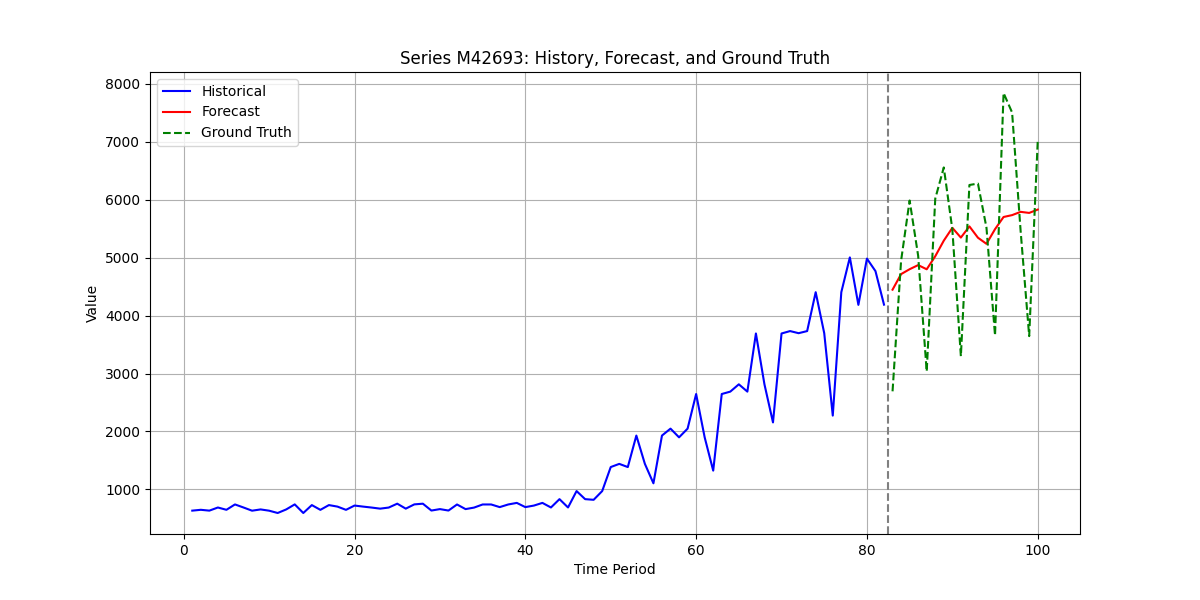 Series M42693: History, Forecast, and Ground Truth
Historical
Forecast
Ground Truth
8000
7000
6000
5000
4000
3000
2000
1000
Value
0 20 40 60 80 100
Time Period